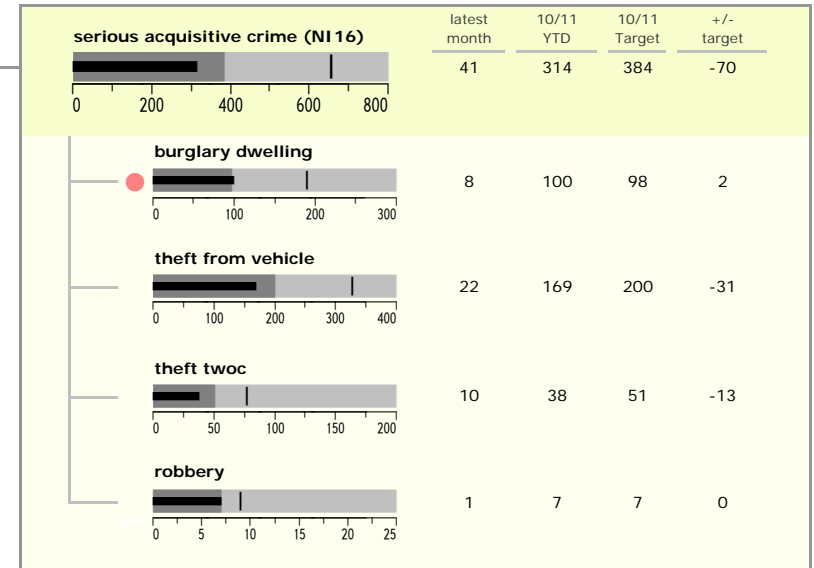 latest 10/11 10/11 +/-
serious acquisitive crime (NI16) month YTD Target target
41 314 384 -70
0 200 400 600 800
burglary dwelling
8 100 98 2
0 100 200 300
theft from vehicle
22 169 200 -31
0 100 200 300 400
theft twoc
10 38 51 -13
0 50 100 150 200
robbery
1 7 7 0
0 5 10 15 20 25